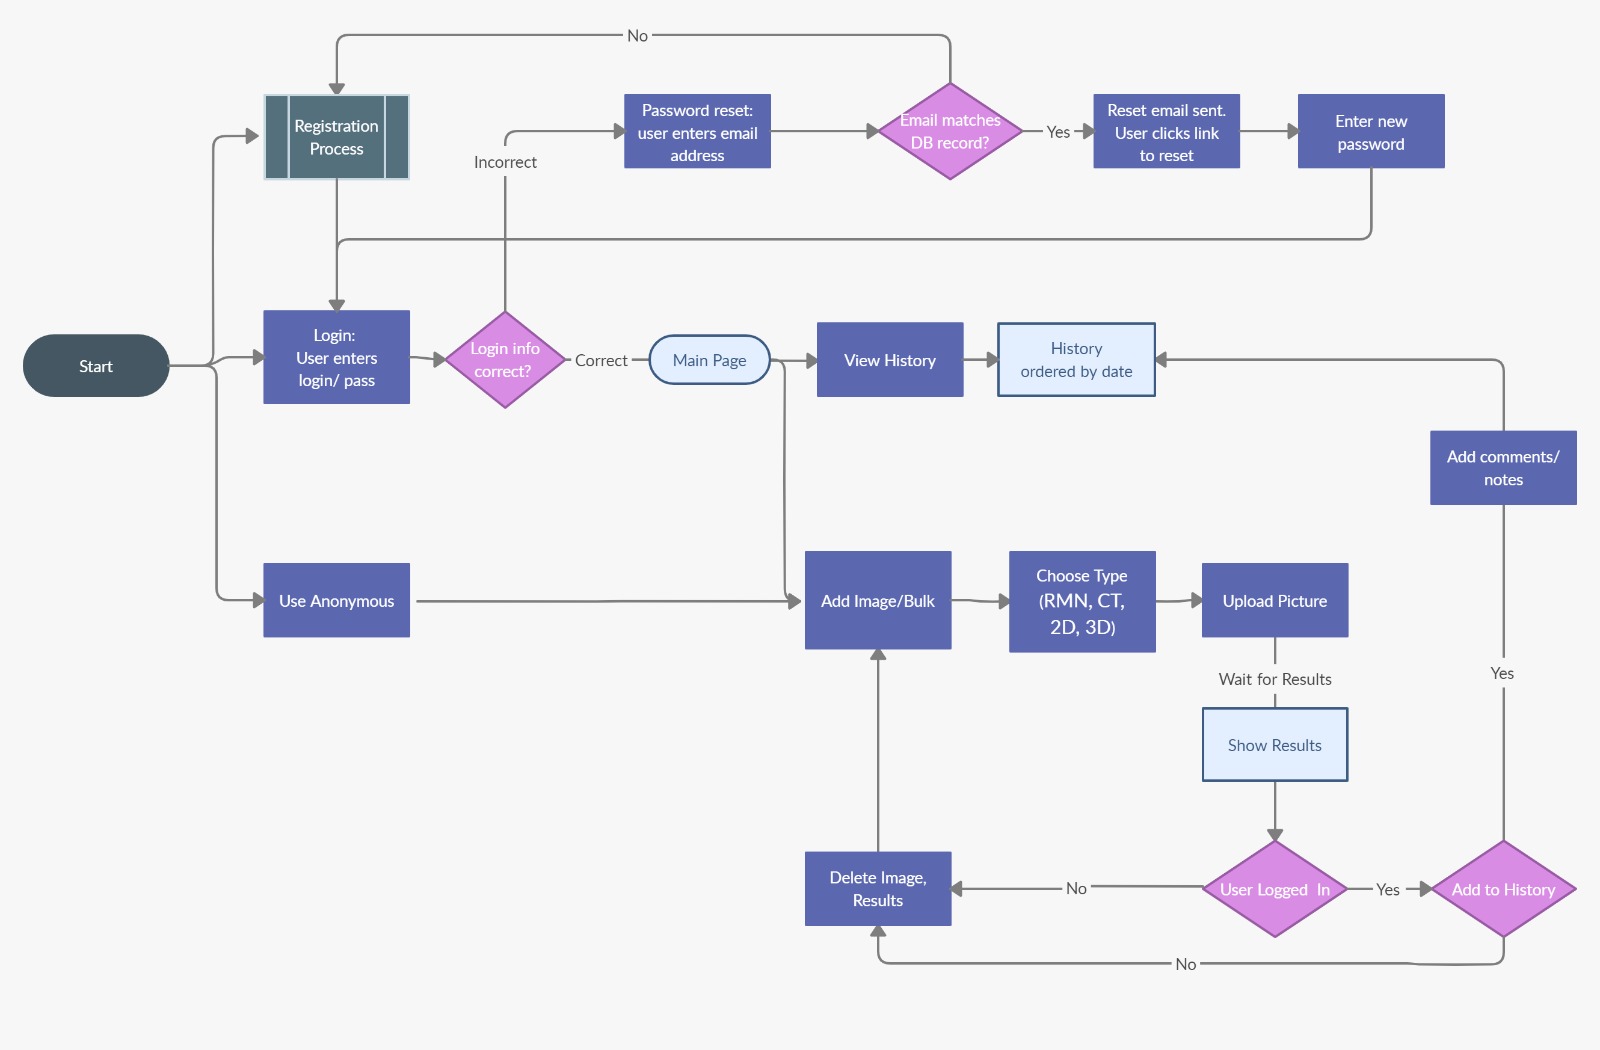 No
Registration
Process
Incorrect
Password reset:
user enters email
address
Email matches
DB record?
Yes
Reset email sent.
User clicks link
to reset
Enter new
password
Start
Login:
User enters
login/ pass
Login info
correct?
Correct
Main Page
View History
History
ordered by date
Add comments/
notes
Use Anonymous
Add Image/Bulk
Choose Type
(RMN, CT,
2D, 3D)
Upload Picture
Wait for Results
Yes
Show Results
Delete Image,
Results
No
User Logged  In
Yes
Add to History
No